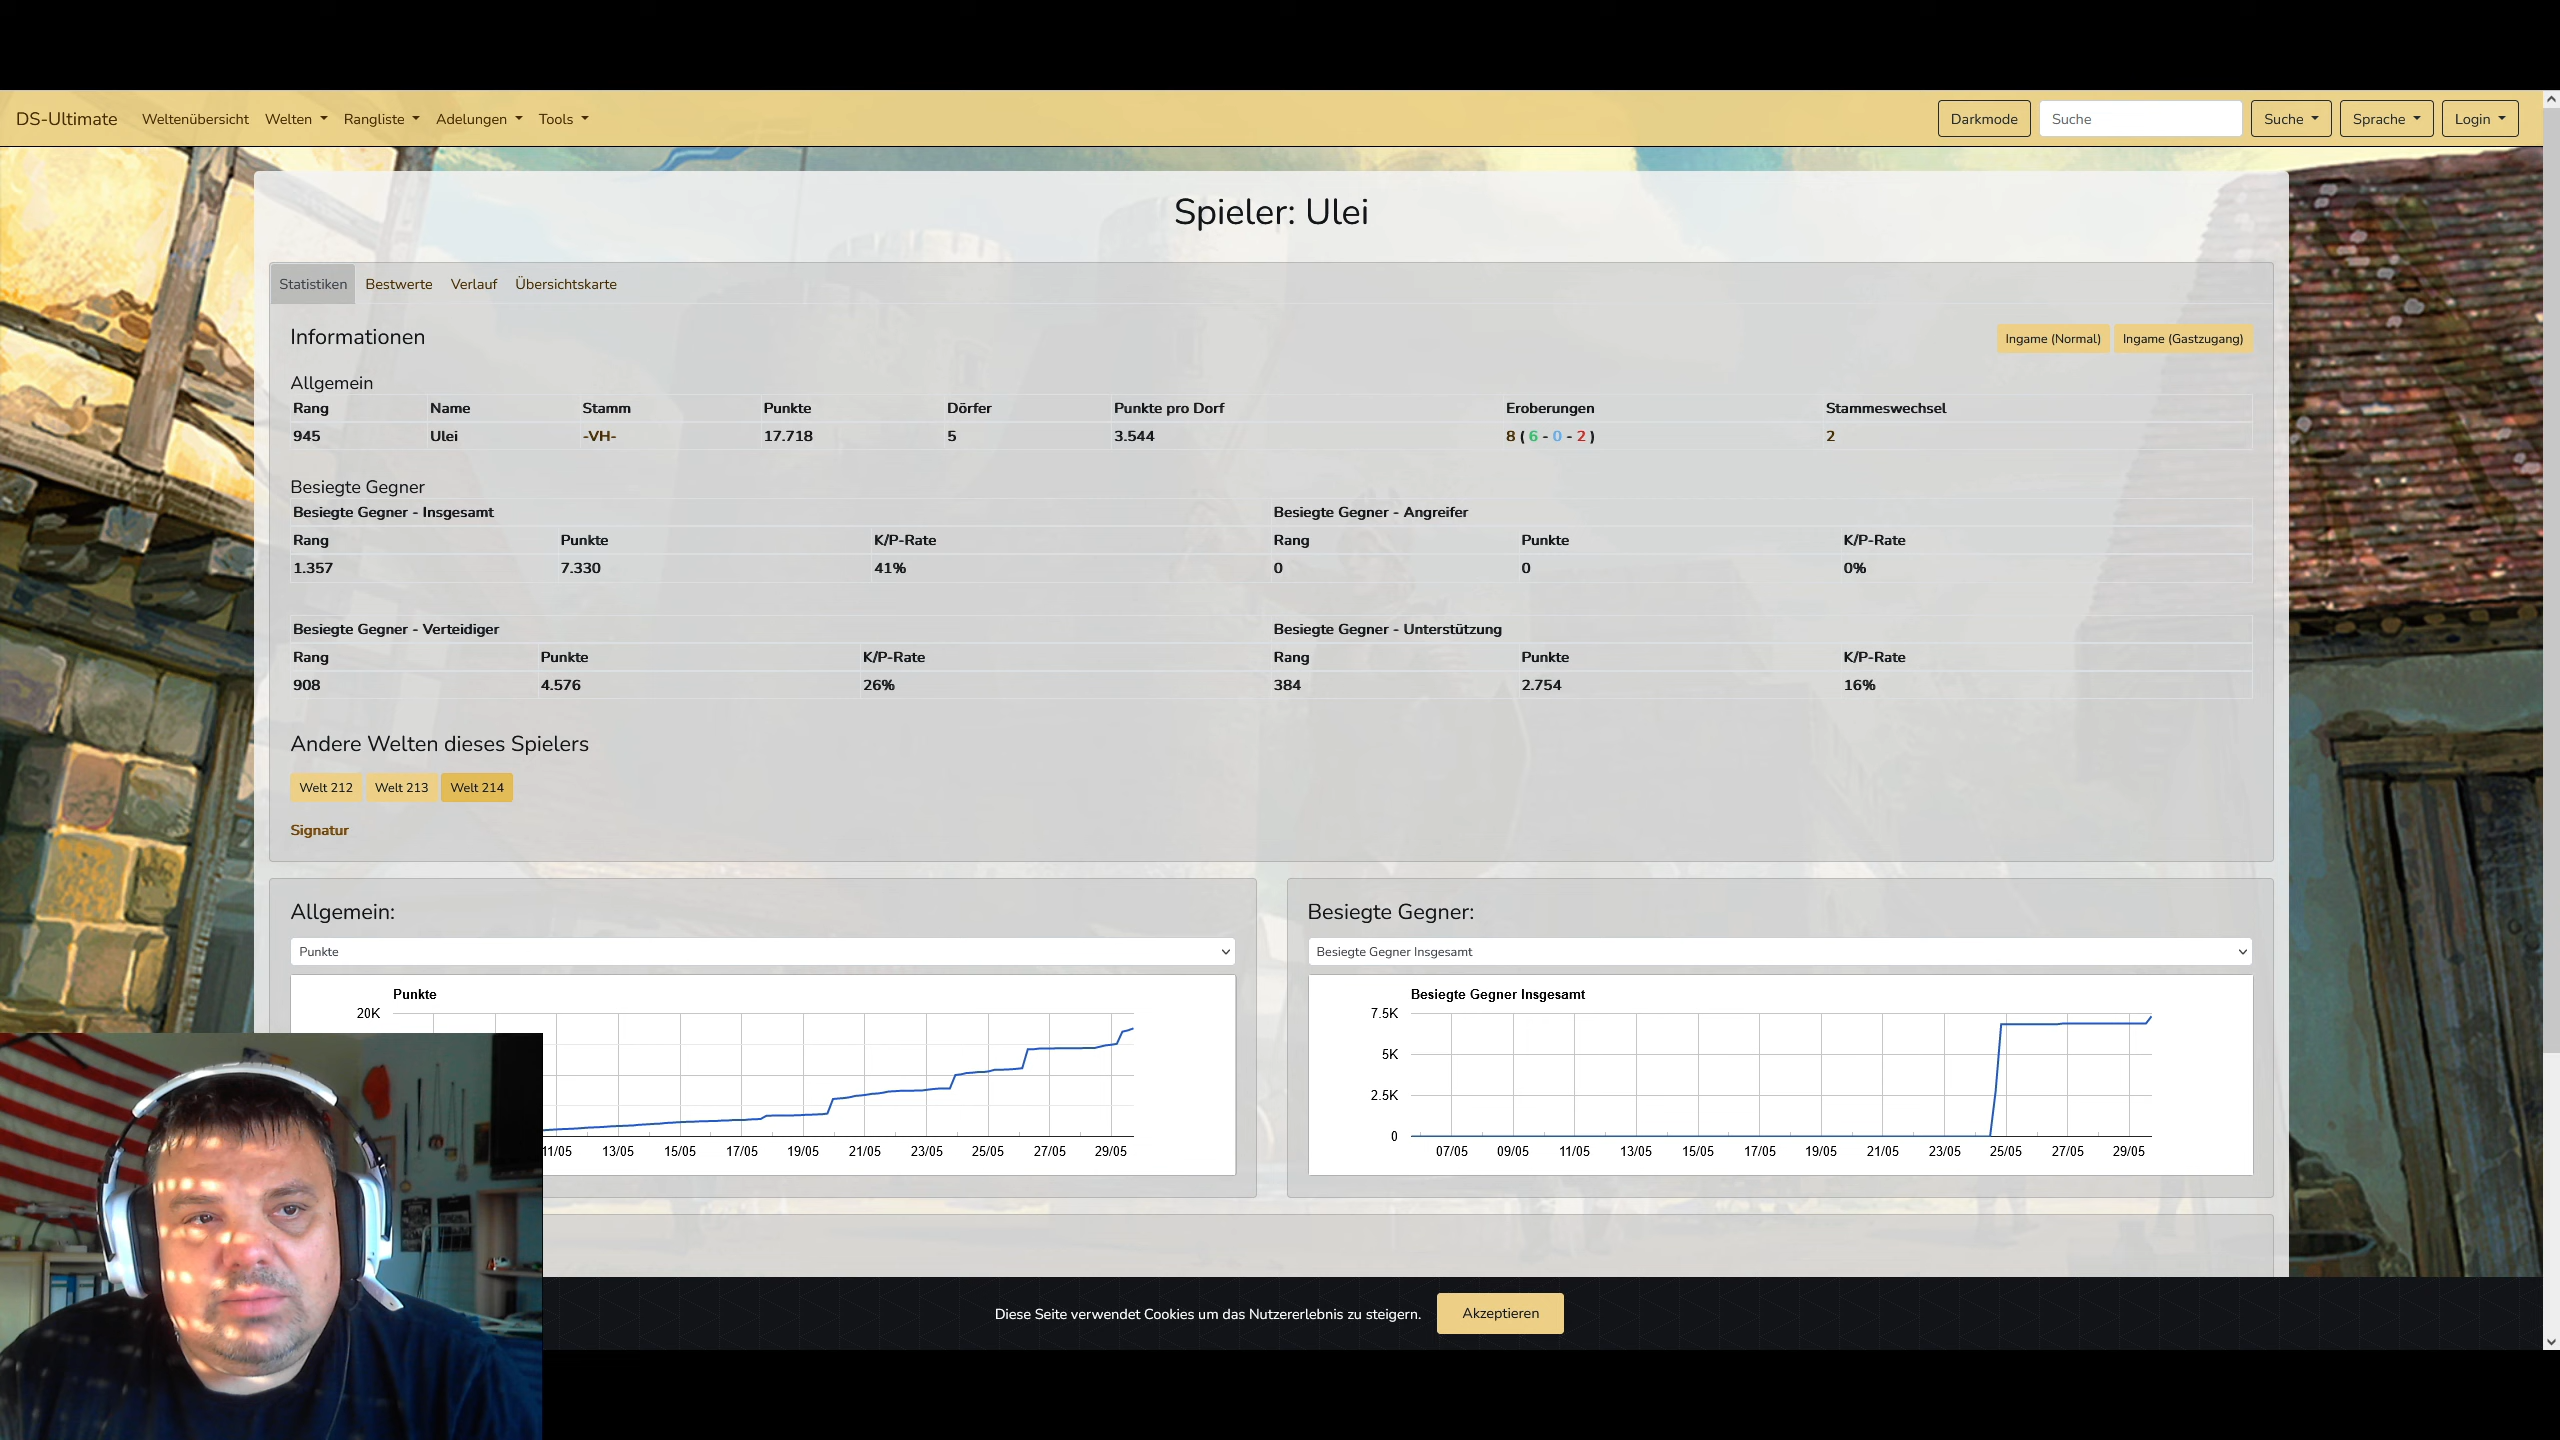 DS-Ultimate Weltenübersicht Welten Rangliste Adelungen Tools Darkmode Suche Suche Sprache Login
Spieler: Ulei
Statistiken Bestwerte Verlauf Übersichtskarte
Informationen Ingame (Normal) Ingame (Gastzugang)
Allgemein
Rang Name Stamm Punkte Dörfer Punkte pro Dorf Eroberungen Stammeswechsel
945 Ulei -VH- 17.718 5 3.544 8 ( 6 - 0 - 2 ) 2
Besiegte Gegner
Besiegte Gegner - Insgesamt Besiegte Gegner - Angreifer
Rang Punkte K/P-Rate Rang Punkte K/P-Rate
1.357 7.330 41% 0 0 0%
Besiegte Gegner - Verteidiger Besiegte Gegner - Unterstützung
Rang Punkte K/P-Rate Rang Punkte K/P-Rate
908 4.576 26% 384 2.754 16%
Andere Welten dieses Spielers
Welt 212 Welt 213 Welt 214
Signatur
Allgemein:
Punkte
Punkte
20K
11/05 13/05 15/05 17/05 19/05 21/05 23/05 25/05 27/05 29/05
Besiegte Gegner:
Besiegte Gegner Insgesamt
Besiegte Gegner Insgesamt
7.5K
5K
2.5K
0
07/05 09/05 11/05 13/05 15/05 17/05 19/05 21/05 23/05 25/05 27/05 29/05
Diese Seite verwendet Cookies um das Nutzererlebnis zu steigern. Akzeptieren